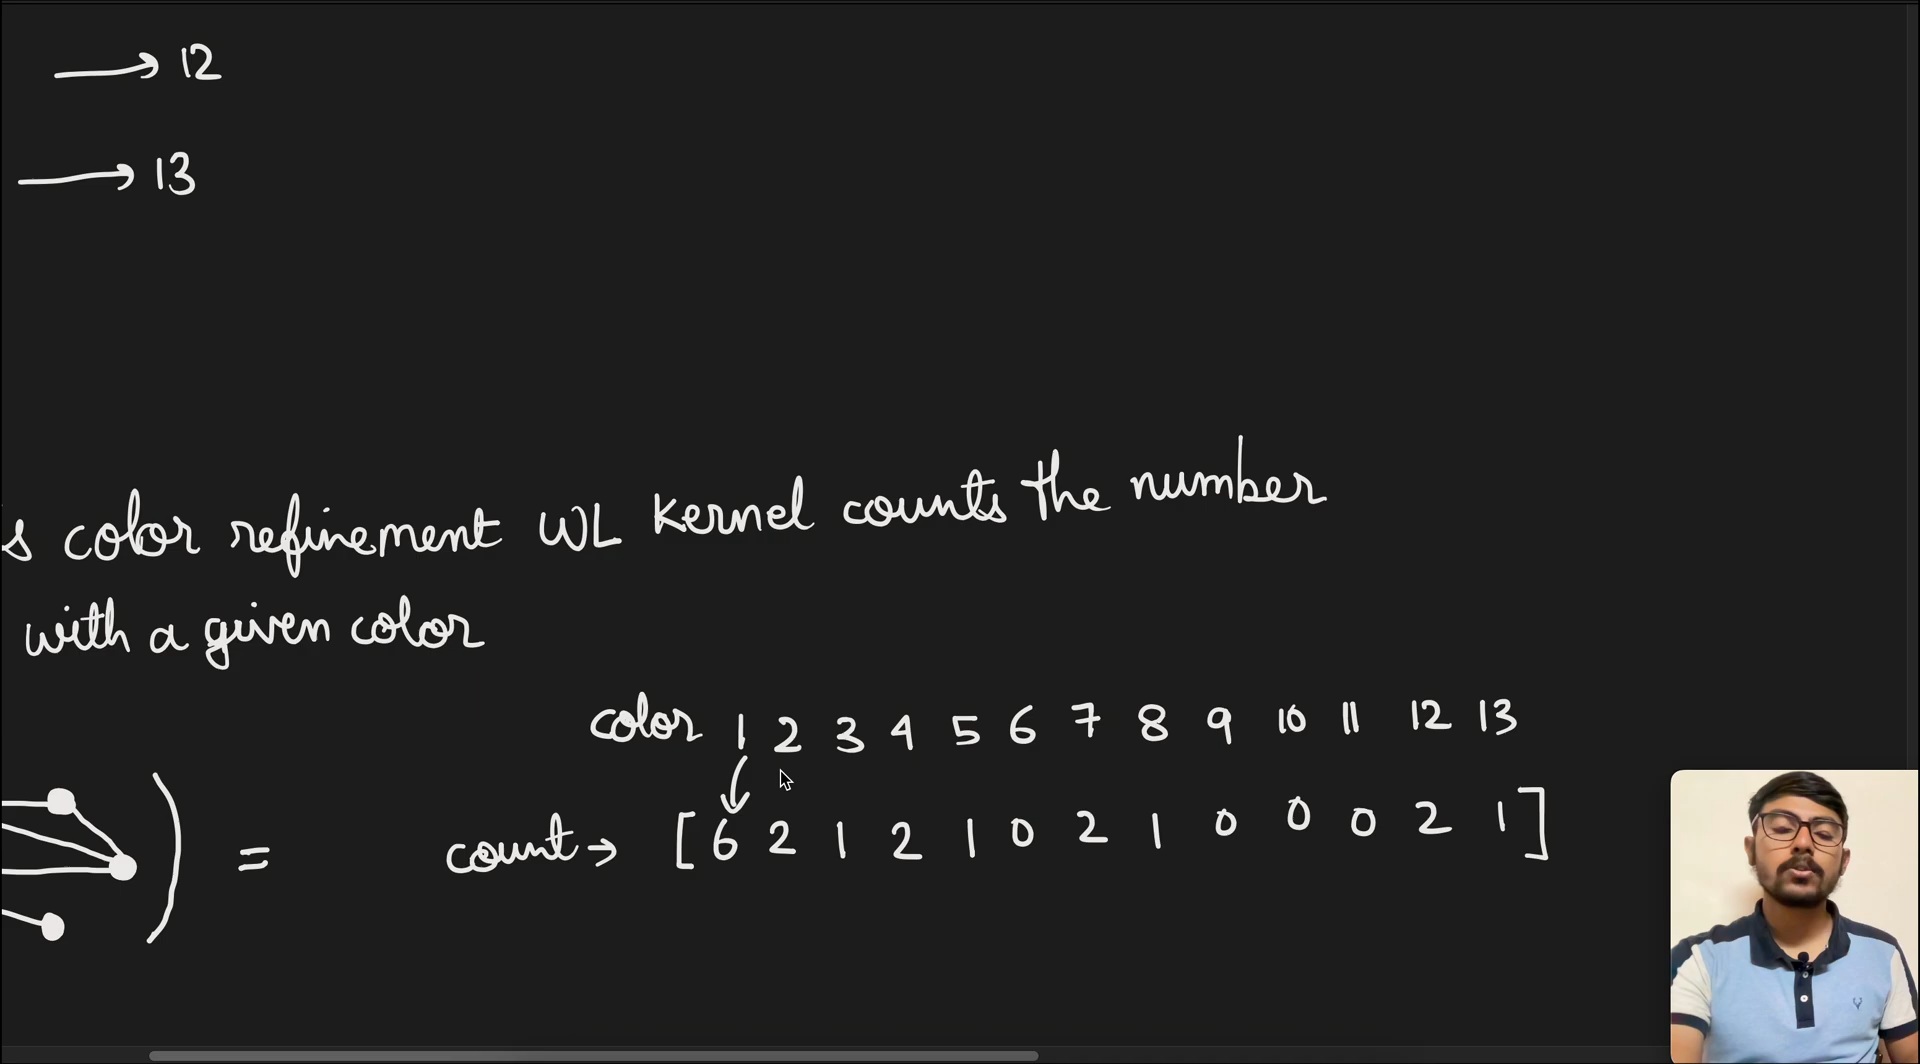 → 12
→ 13
s color refinement WL kernel counts the number
with a given color
color 1 2 3 4 5 6 7 8 9 10 11 12 13
= count → [ 6 2 1 2 1 0 2 1 0 0 0 2 1 ]